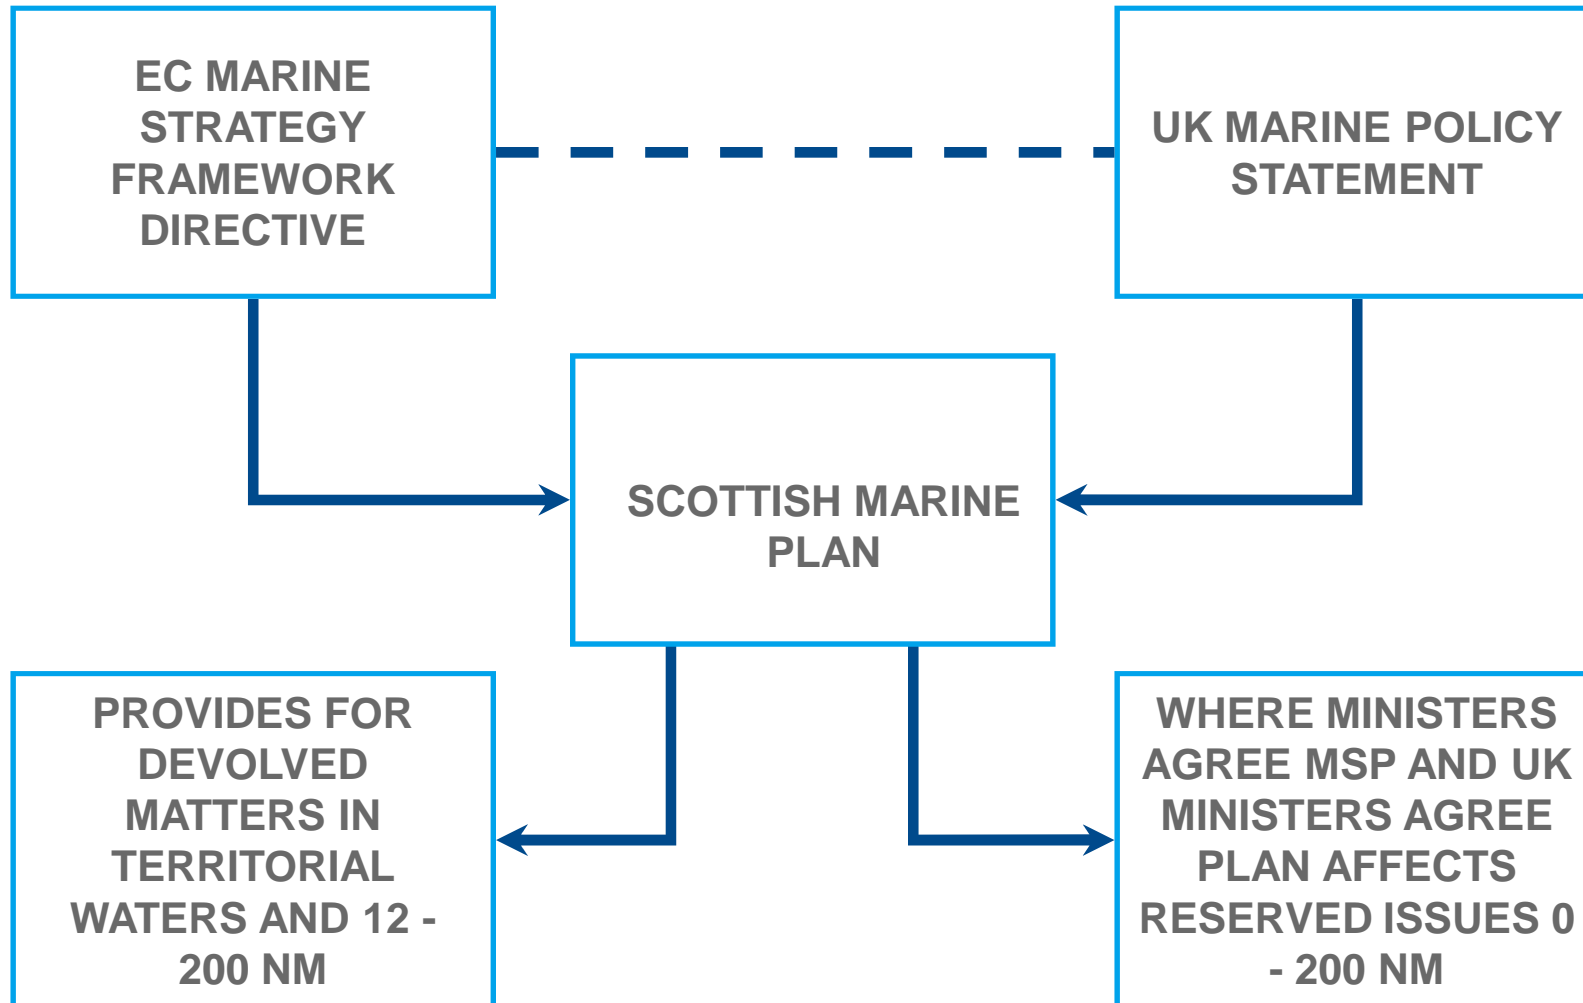 EC MARINE
STRATEGY
FRAMEWORK
DIRECTIVE
UK MARINE POLICY
STATEMENT
SCOTTISH MARINE
PLAN
PROVIDES FOR
DEVOLVED
MATTERS IN
TERRITORIAL
WATERS AND 12 -
200 NM
WHERE MINISTERS
AGREE MSP AND UK
MINISTERS AGREE
PLAN AFFECTS
RESERVED ISSUES 0
- 200 NM